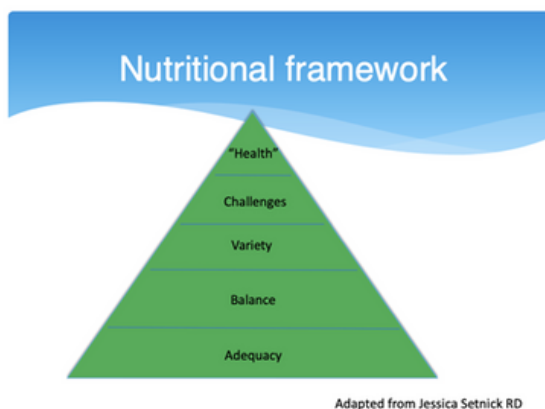 Nutritional framework
“Health”
Challenges
Variety
Balance
Adequacy
Adapted from Jessica Setnick RD